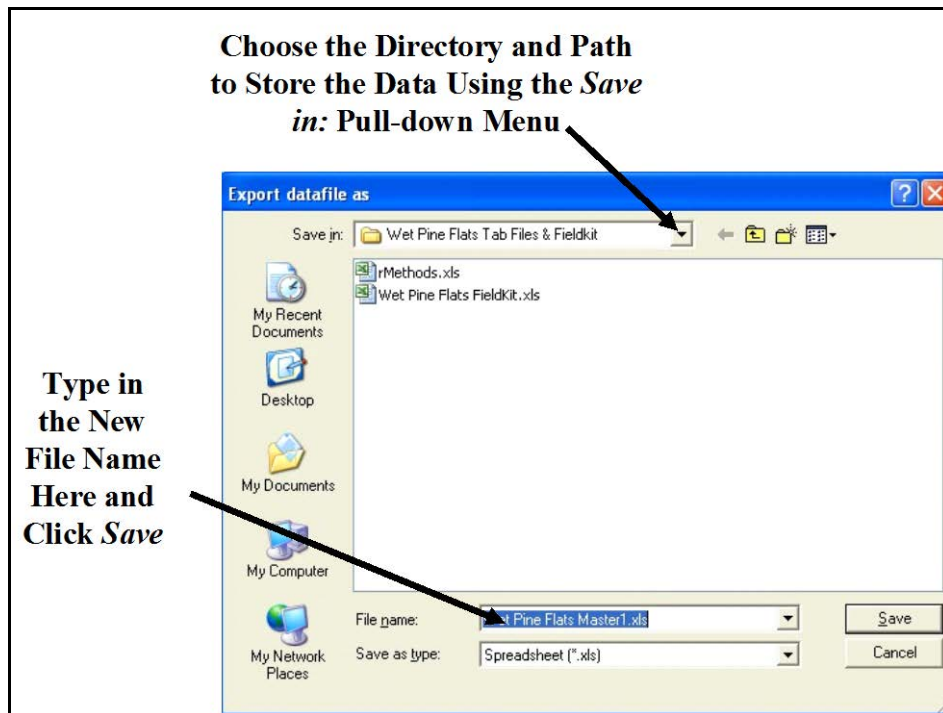 Choose the Directory and Path
to Store the Data Using the Save
in: Pull-down Menu
Export datafile as
Save in:
Wet Pine Flats Tab Files & Fieldkit
rMethods.xls
Wet Pine Flats FieldKit.xls
My Recent
Documents
Desktop
My Documents
My Computer
My Network
Places
Type in
the New
File Name
Here and
Click Save
File name:
Pine Flats Master1.xls
Save
Save as type:
Spreadsheet (*.xls)
Cancel